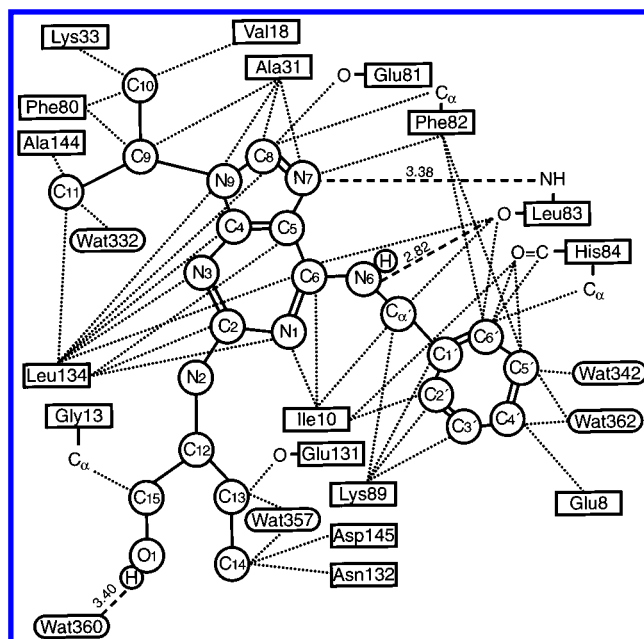 Lys33
Val18
Ala31
O
Glu81
C10
Phe80
Cα
Phe82
Ala144
C9
C8
C11
N9
N7
3.38
NH
Wat332
C4
C5
O
Leu83
H
2.82
O=C
His84
N3
C6
N6
Cα
C2
N1
Cα
C1´
C6´
Leu134
N2
C5´
Wat342
Gly13
Ile10
C2´
C3´
C4´
Wat362
Cα
C12
O
Glu131
Lys89
C15
C13
Glu8
Wat357
O1
C14
Asp145
H
Asn132
3.40
Wat360